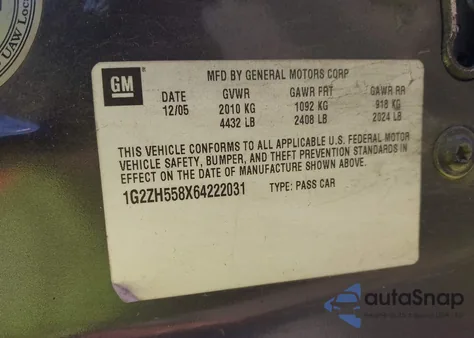 UAW Loc
GM
MFD BY GENERAL MOTORS CORP
DATE GVWR GAWR FRT GAWR RR
12/05 2010 KG 1092 KG 918 KG
4432 LB 2408 LB 2024 LB
THIS VEHICLE CONFORMS TO ALL APPLICABLE U.S. FEDERAL MOTOR
VEHICLE SAFETY, BUMPER, AND THEFT PREVENTION STANDARDS IN
EFFECT ON THE DATE OF MANUFACTURE SHOWN ABOVE.
1G2ZH558X64222031 TYPE: PASS CAR
autoSnap